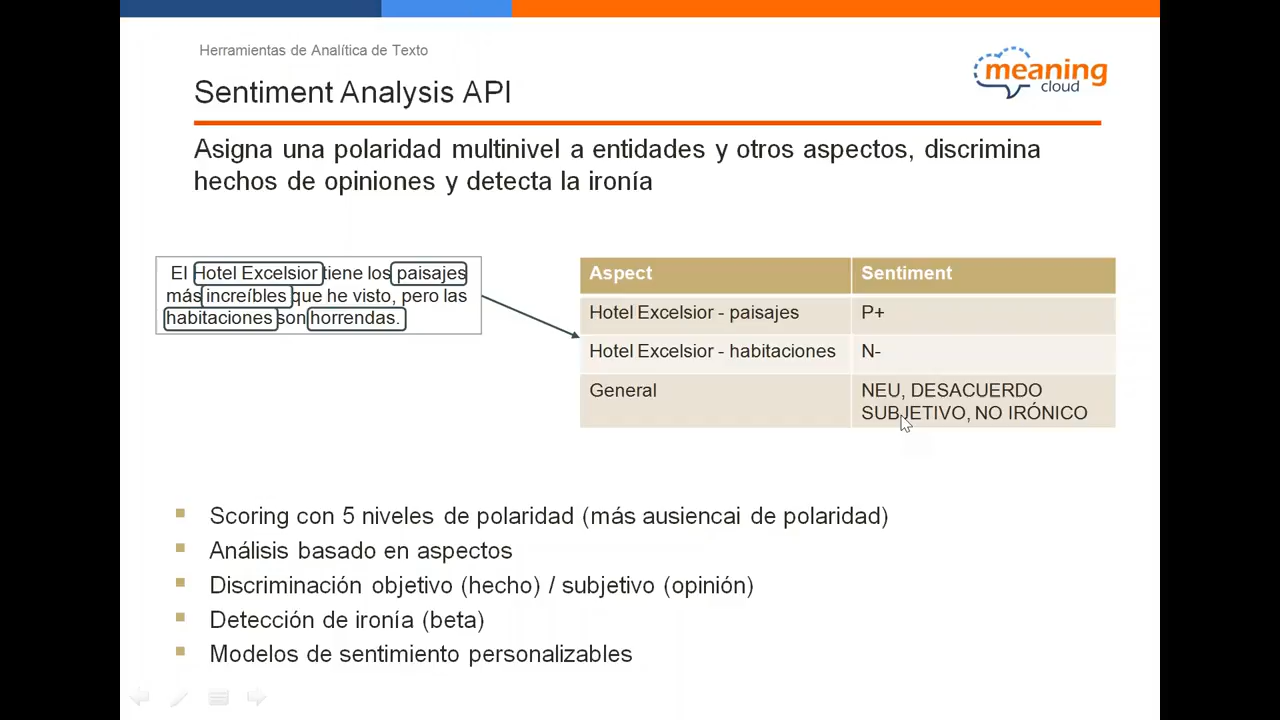 Herramientas de Analítica de Texto
Sentiment Analysis API
meaning
cloud
Asigna una polaridad multinivel a entidades y otros aspectos, discrimina
hechos de opiniones y detecta la ironía
El Hotel Excelsior tiene los paisajes
más increíbles que he visto, pero las
habitaciones son horrendas.
Aspect Sentiment
Hotel Excelsior - paisajes P+
Hotel Excelsior - habitaciones N-
General NEU, DESACUERDO
SUBJETIVO, NO IRÓNICO
Scoring con 5 niveles de polaridad (más ausiencai de polaridad)
Análisis basado en aspectos
Discriminación objetivo (hecho) / subjetivo (opinión)
Detección de ironía (beta)
Modelos de sentimiento personalizables